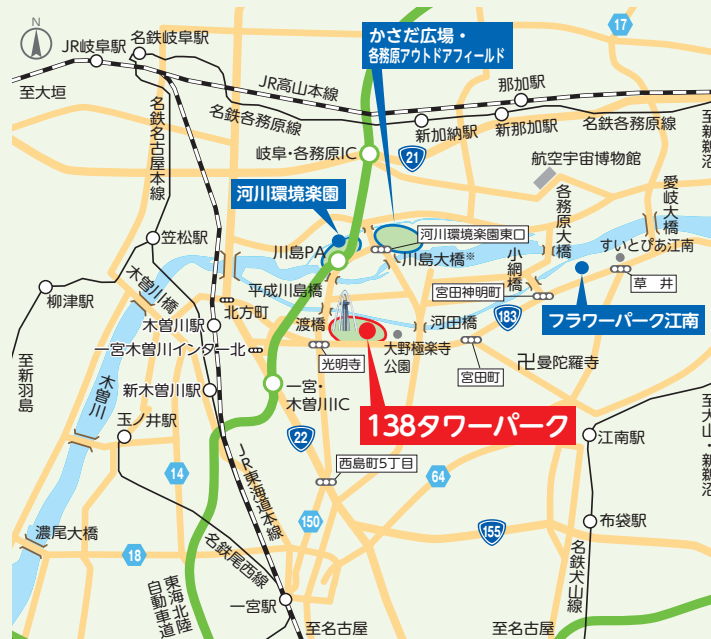 N
JR岐阜駅
名鉄岐阜駅
至大垣
JR高山本線
名鉄各務原線
かさだ広場・
各務原アウトドアフィールド
17
那加駅
新加納駅
新那加駅
名鉄各務原線
至新鵜沼
名鉄名古屋本線
岐阜・各務原IC
21
航空宇宙博物館
河川環境楽園
各務原大橋
愛岐大橋
笠松駅
川島PA
河川環境楽園東口
川島大橋※
小網橋
すいとぴあ江南
草井
柳津駅
木曽川橋
平成川島橋
宮田神明町
北方町
渡橋
河田橋
183
フラワーパーク江南
木曽川駅
一宮木曽川インター北
光明寺
大野極楽寺
公園
宮田町
卍曼陀羅寺
至新羽島
木曽川
新木曽川駅
一宮・
木曽川IC
138タワーパーク
至犬山・新鵜沼
玉ノ井駅
22
江南駅
西島町5丁目
14
64
JR東海道本線
150
155
布袋駅
濃尾大橋
18
名鉄尾西線
名鉄犬山線
東海北陸
自動車道
一宮駅
至名古屋
至名古屋